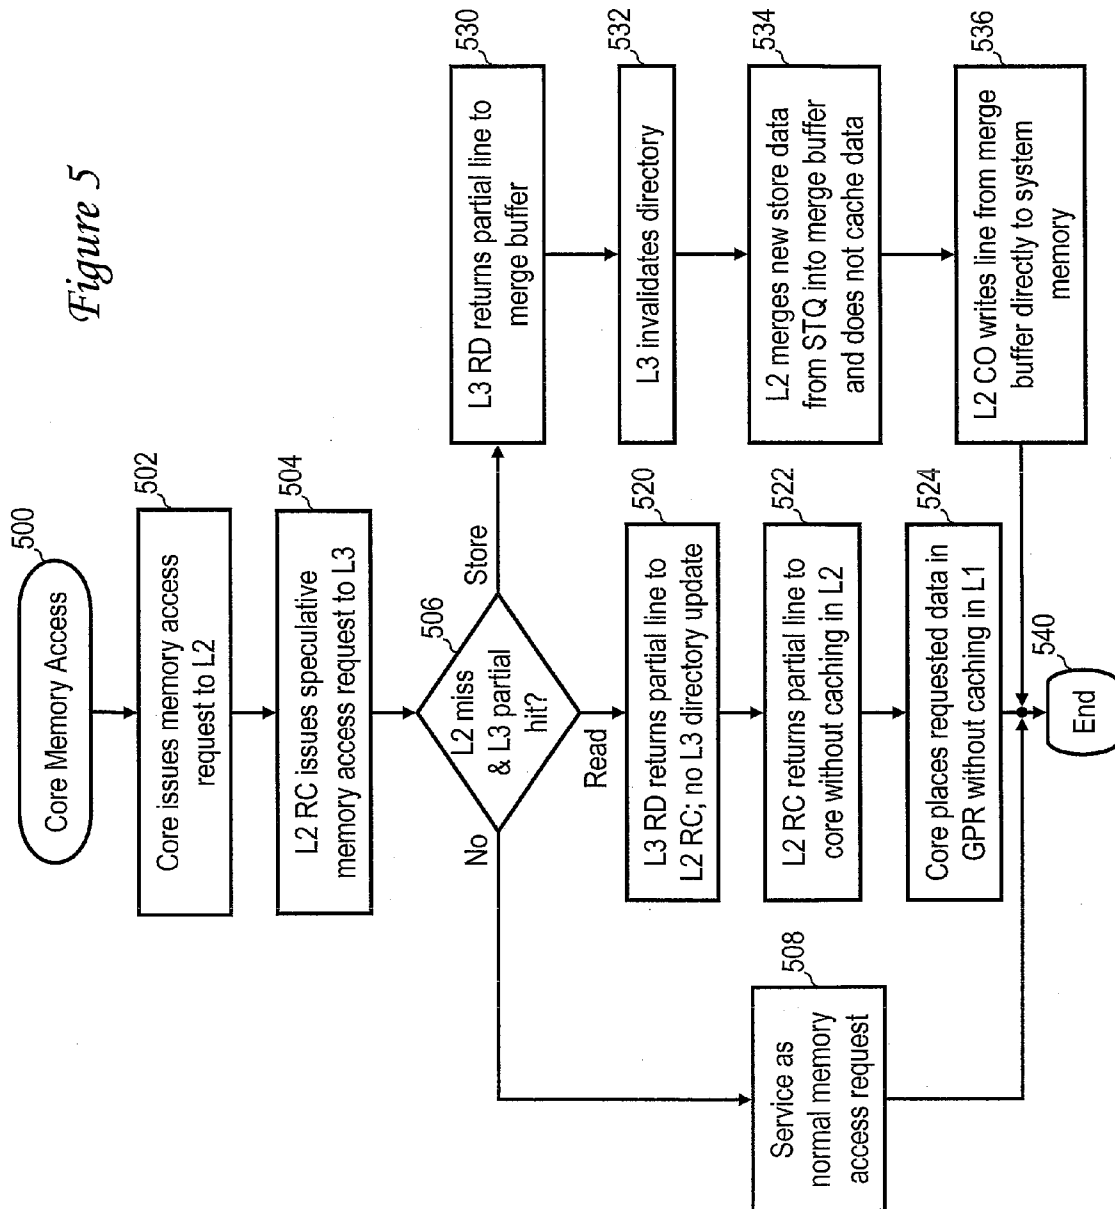 Figure 5
500
Core Memory Access
502
Core issues memory access
request to L2
504
L2 RC issues speculative
memory access request to L3
506
L2 miss
& L3 partial
hit?
No
Read
Store
508
Service as
normal memory
access request
520
L3 RD returns partial line to
L2 RC; no L3 directory update
522
L2 RC returns partial line to
core without caching in L2
524
Core places requested data in
GPR without caching in L1
530
L3 RD returns partial line to
merge buffer
532
L3 invalidates directory
534
L2 merges new store data
from STQ into merge buffer
and does not cache data
536
L2 CO writes line from merge
buffer directly to system
memory
540
End